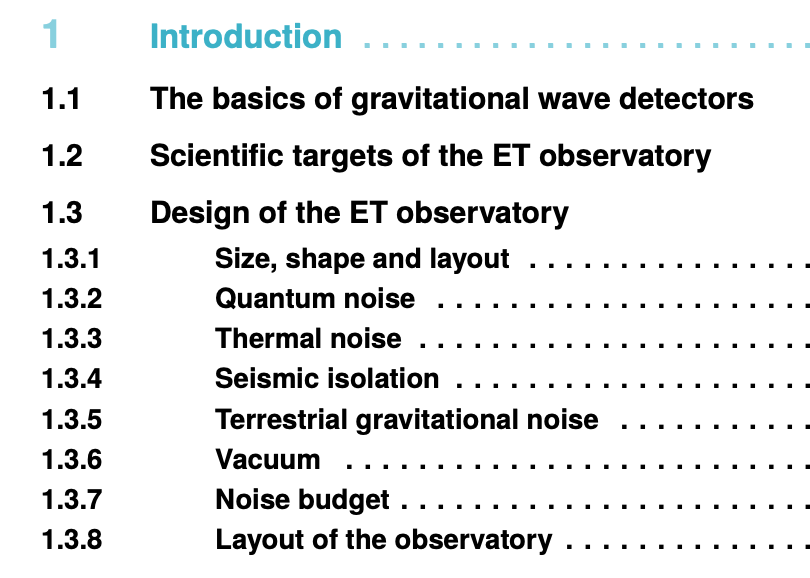 1 Introduction . . . . . . . . . . . . . . . . . . . . . . . . .
1.1 The basics of gravitational wave detectors
1.2 Scientific targets of the ET observatory
1.3 Design of the ET observatory
1.3.1 Size, shape and layout . . . . . . . . . . . . . . . .
1.3.2 Quantum noise . . . . . . . . . . . . . . . . . . . . .
1.3.3 Thermal noise . . . . . . . . . . . . . . . . . . . . . .
1.3.4 Seismic isolation . . . . . . . . . . . . . . . . . . . .
1.3.5 Terrestrial gravitational noise . . . . . . . . . . .
1.3.6 Vacuum . . . . . . . . . . . . . . . . . . . . . . . . . .
1.3.7 Noise budget . . . . . . . . . . . . . . . . . . . . . . .
1.3.8 Layout of the observatory . . . . . . . . . . . . . .